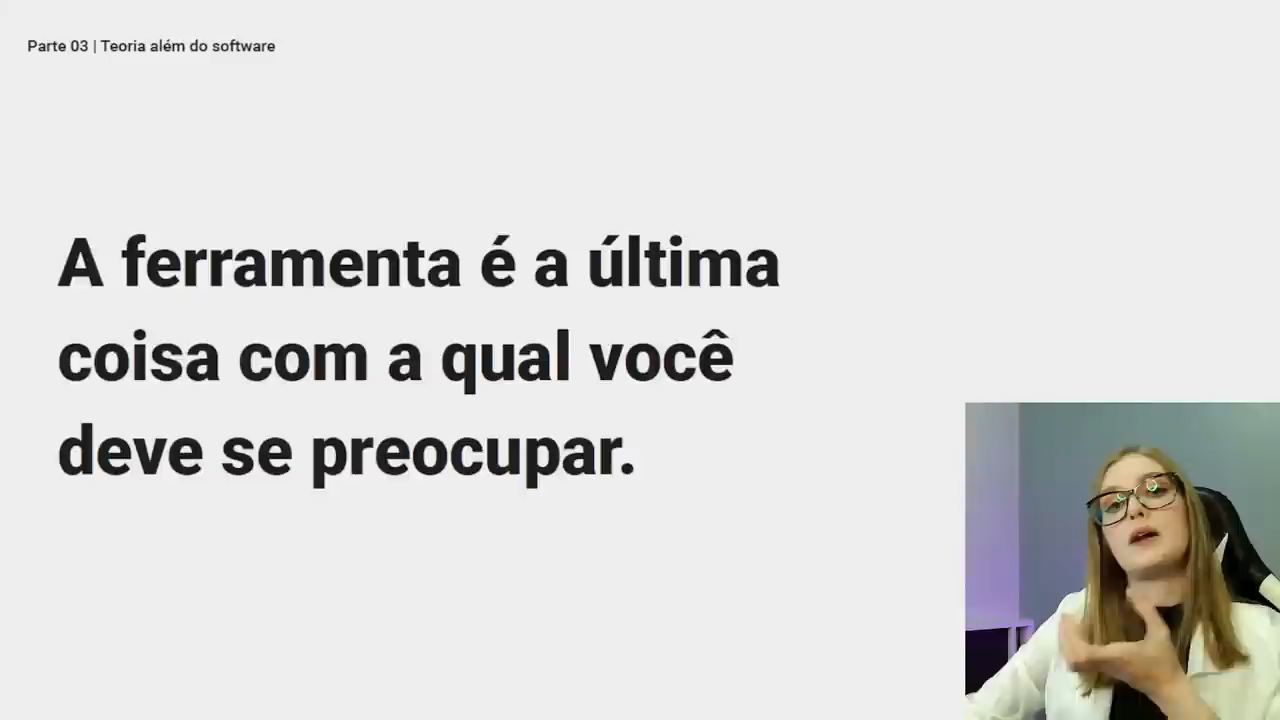 Parte 03 | Teoria além do software
A ferramenta é a última
coisa com a qual você
deve se preocupar.